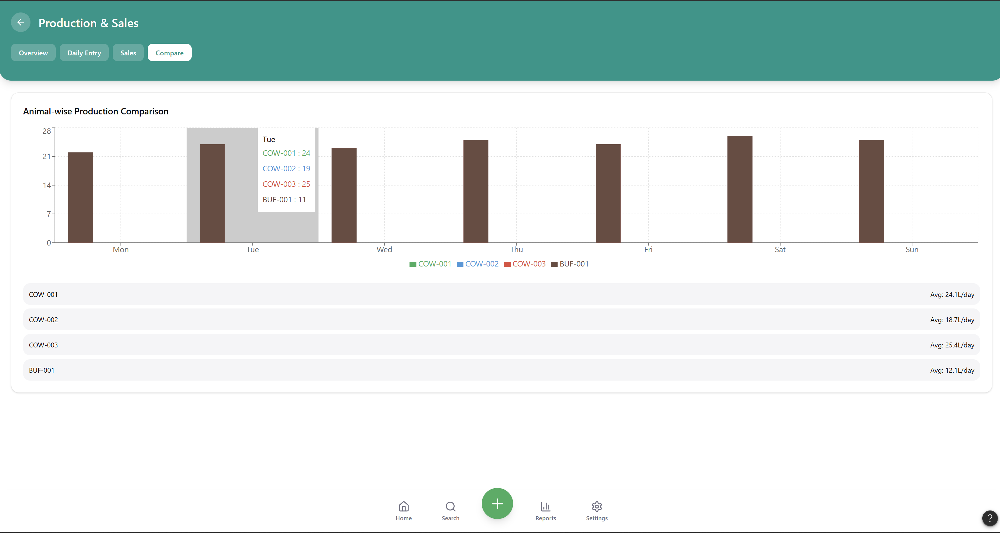 Production & Sales
Overview
Daily Entry
Sales
Compare
Animal-wise Production Comparison
28
21
14
7
0
Tue
COW-001 : 24
COW-002 : 19
COW-003 : 25
BUF-001 : 11
Mon
Tue
Wed
Thu
Fri
Sat
Sun
COW-001
COW-002
COW-003
BUF-001
COW-001
Avg: 24.1L/day
COW-002
Avg: 18.7L/day
COW-003
Avg: 25.4L/day
BUF-001
Avg: 12.1L/day
Home
Search
Reports
Settings
?